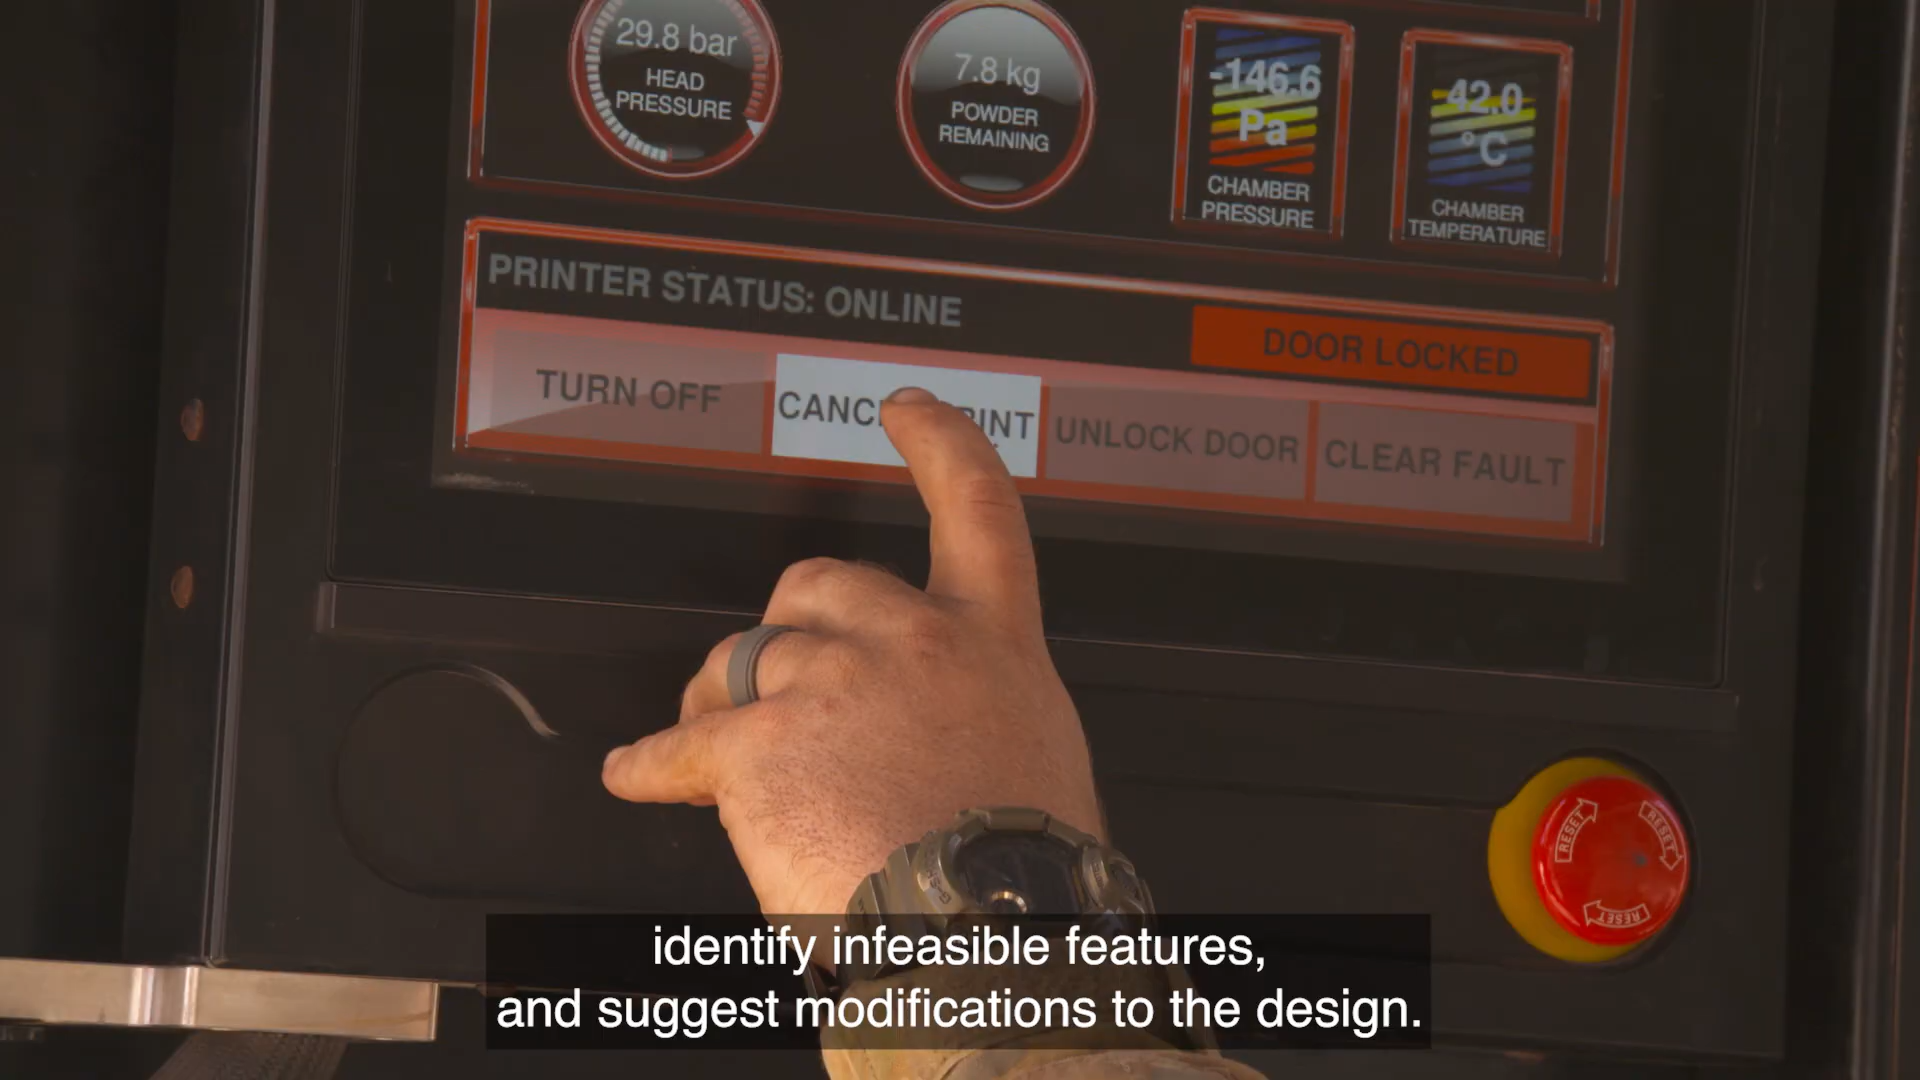 29.8 bar
HEAD
PRESSURE
7.8 kg
POWDER
REMAINING
-146.6
Pa
CHAMBER
PRESSURE
42.0
°C
CHAMBER
TEMPERATURE
PRINTER STATUS: ONLINE
DOOR LOCKED
TURN OFF
UNLOCK DOOR
CLEAR FAULT
RESET
RESET
RESET
identify infeasible features,
and suggest modifications to the design.